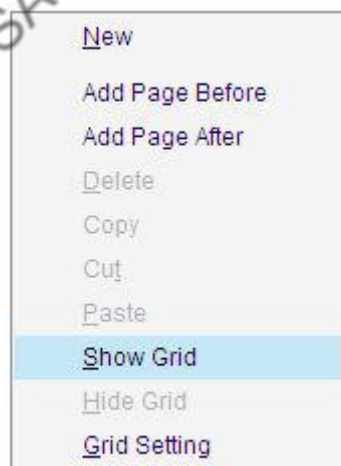 New
Add Page Before
Add Page After
Delete
Copy
Cut
Paste
Show Grid
Hide Grid
Grid Setting